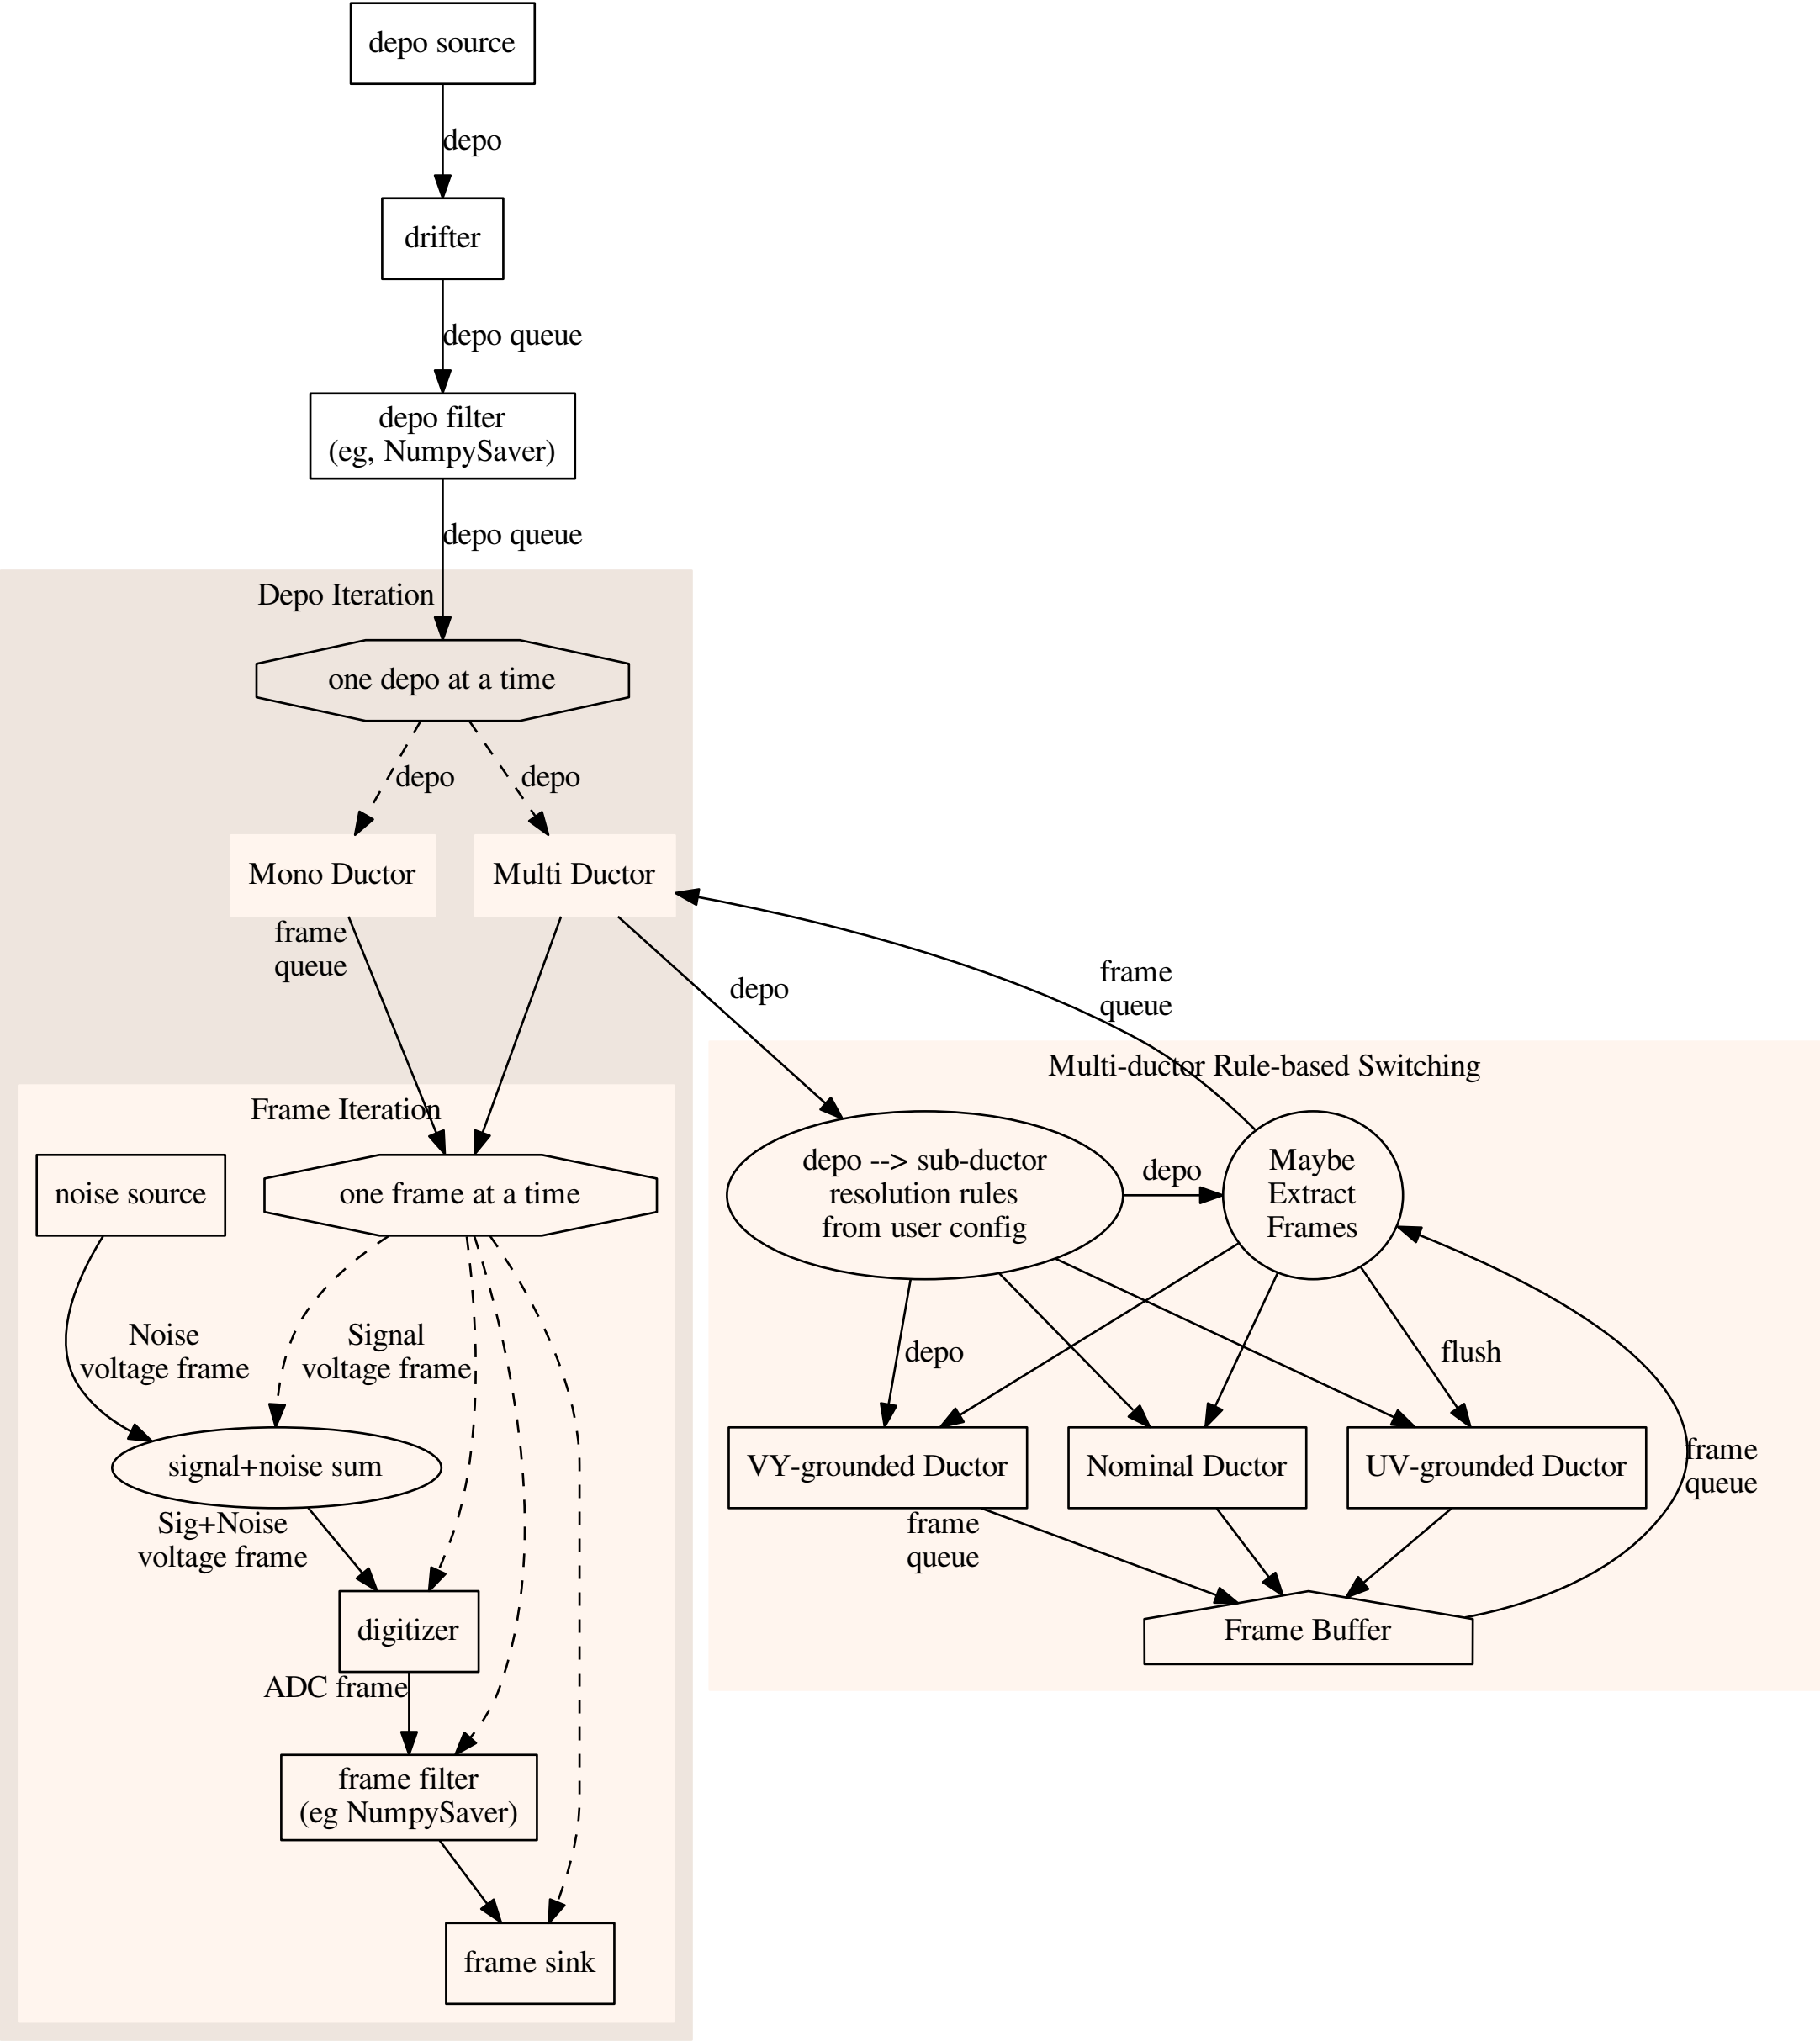 depo source
depo
drifter
depo queue
depo filter
(eg, NumpySaver)
depo queue
Depo Iteration
one depo at a time
depo
depo
Mono Ductor
Multi Ductor
frame
queue
depo
frame
queue
Multi-ductor Rule-based Switching
Frame Iteration
noise source
one frame at a time
depo --> sub-ductor
resolution rules
from user config
depo
Maybe
Extract
Frames
Noise
voltage frame
Signal
voltage frame
depo
flush
signal+noise sum
VY-grounded Ductor
Nominal Ductor
UV-grounded Ductor
frame
queue
Sig+Noise
voltage frame
frame
queue
digitizer
Frame Buffer
ADC frame
frame filter
(eg NumpySaver)
frame sink